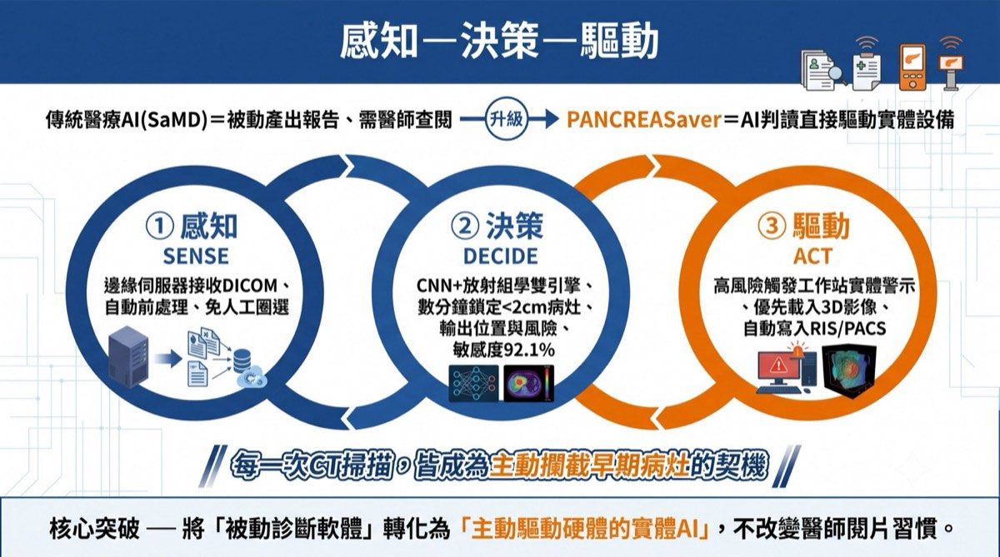 感知—決策—驅動
傳統醫療AI(SaMD)=被動產出報告、需醫師查閱
升級
PANCREASaver=AI判讀直接驅動實體設備
① 感知
SENSE
邊緣伺服器接收DICOM、
自動前處理、免人工圈選
② 決策
DECIDE
CNN+放射組學雙引擎、
數分鐘鎖定<2cm病灶、
輸出位置與風險、
敏感度92.1%
③ 驅動
ACT
高風險觸發工作站實體警示
、優先載入3D影像、
自動寫入RIS/PACS
每一次CT掃描，皆成為主動攔截早期病灶的契機
核心突破 — 將「被動診斷軟體」轉化為「主動驅動硬體的實體AI」，不改變醫師閱片習慣。